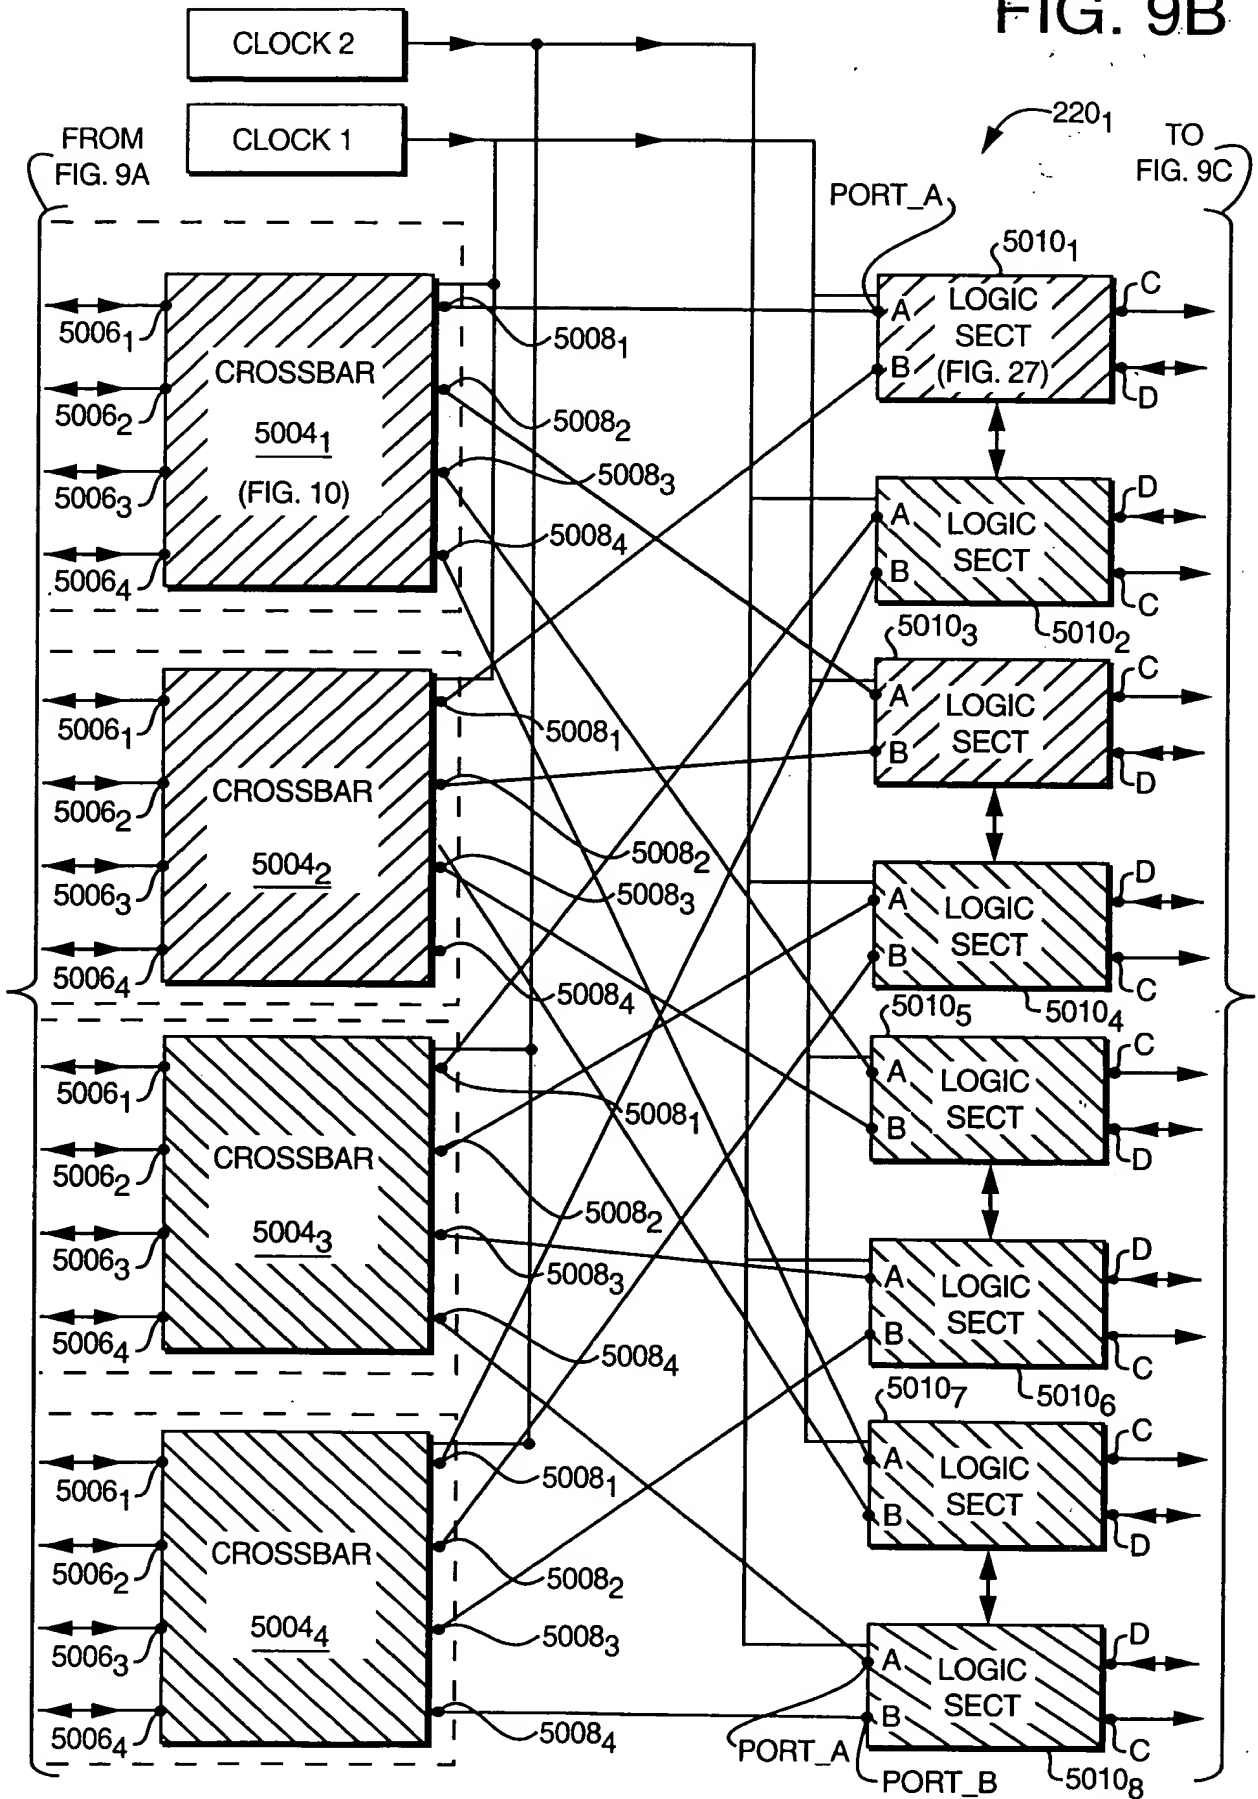 FIG. 9B
CLOCK 2
CLOCK 1
FROM
FIG. 9A
TO
FIG. 9C
220₁
PORT_A
5006₁
5006₂
5006₃
5006₄
CROSSBAR
5004₁
(FIG. 10)
5008₁
5008₂
5008₃
5008₄
5006₁
5006₂
5006₃
5006₄
CROSSBAR
5004₂
5008₁
5008₂
5008₃
5008₄
5006₁
5006₂
5006₃
5006₄
CROSSBAR
5004₃
5008₁
5008₂
5008₃
5008₄
5006₁
5006₂
5006₃
5006₄
CROSSBAR
5004₄
5008₁
5008₂
5008₃
5008₄
5010₁
A
B
LOGIC
SECT
(FIG. 27)
C
D
A
B
LOGIC
SECT
D
C
5010₂
5010₃
A
B
LOGIC
SECT
C
D
A
B
LOGIC
SECT
D
C
5010₄
5010₅
A
B
LOGIC
SECT
C
D
A
B
LOGIC
SECT
D
C
5010₆
5010₇
A
B
LOGIC
SECT
C
D
A
B
LOGIC
SECT
D
C
5010₈
PORT_A
PORT_B